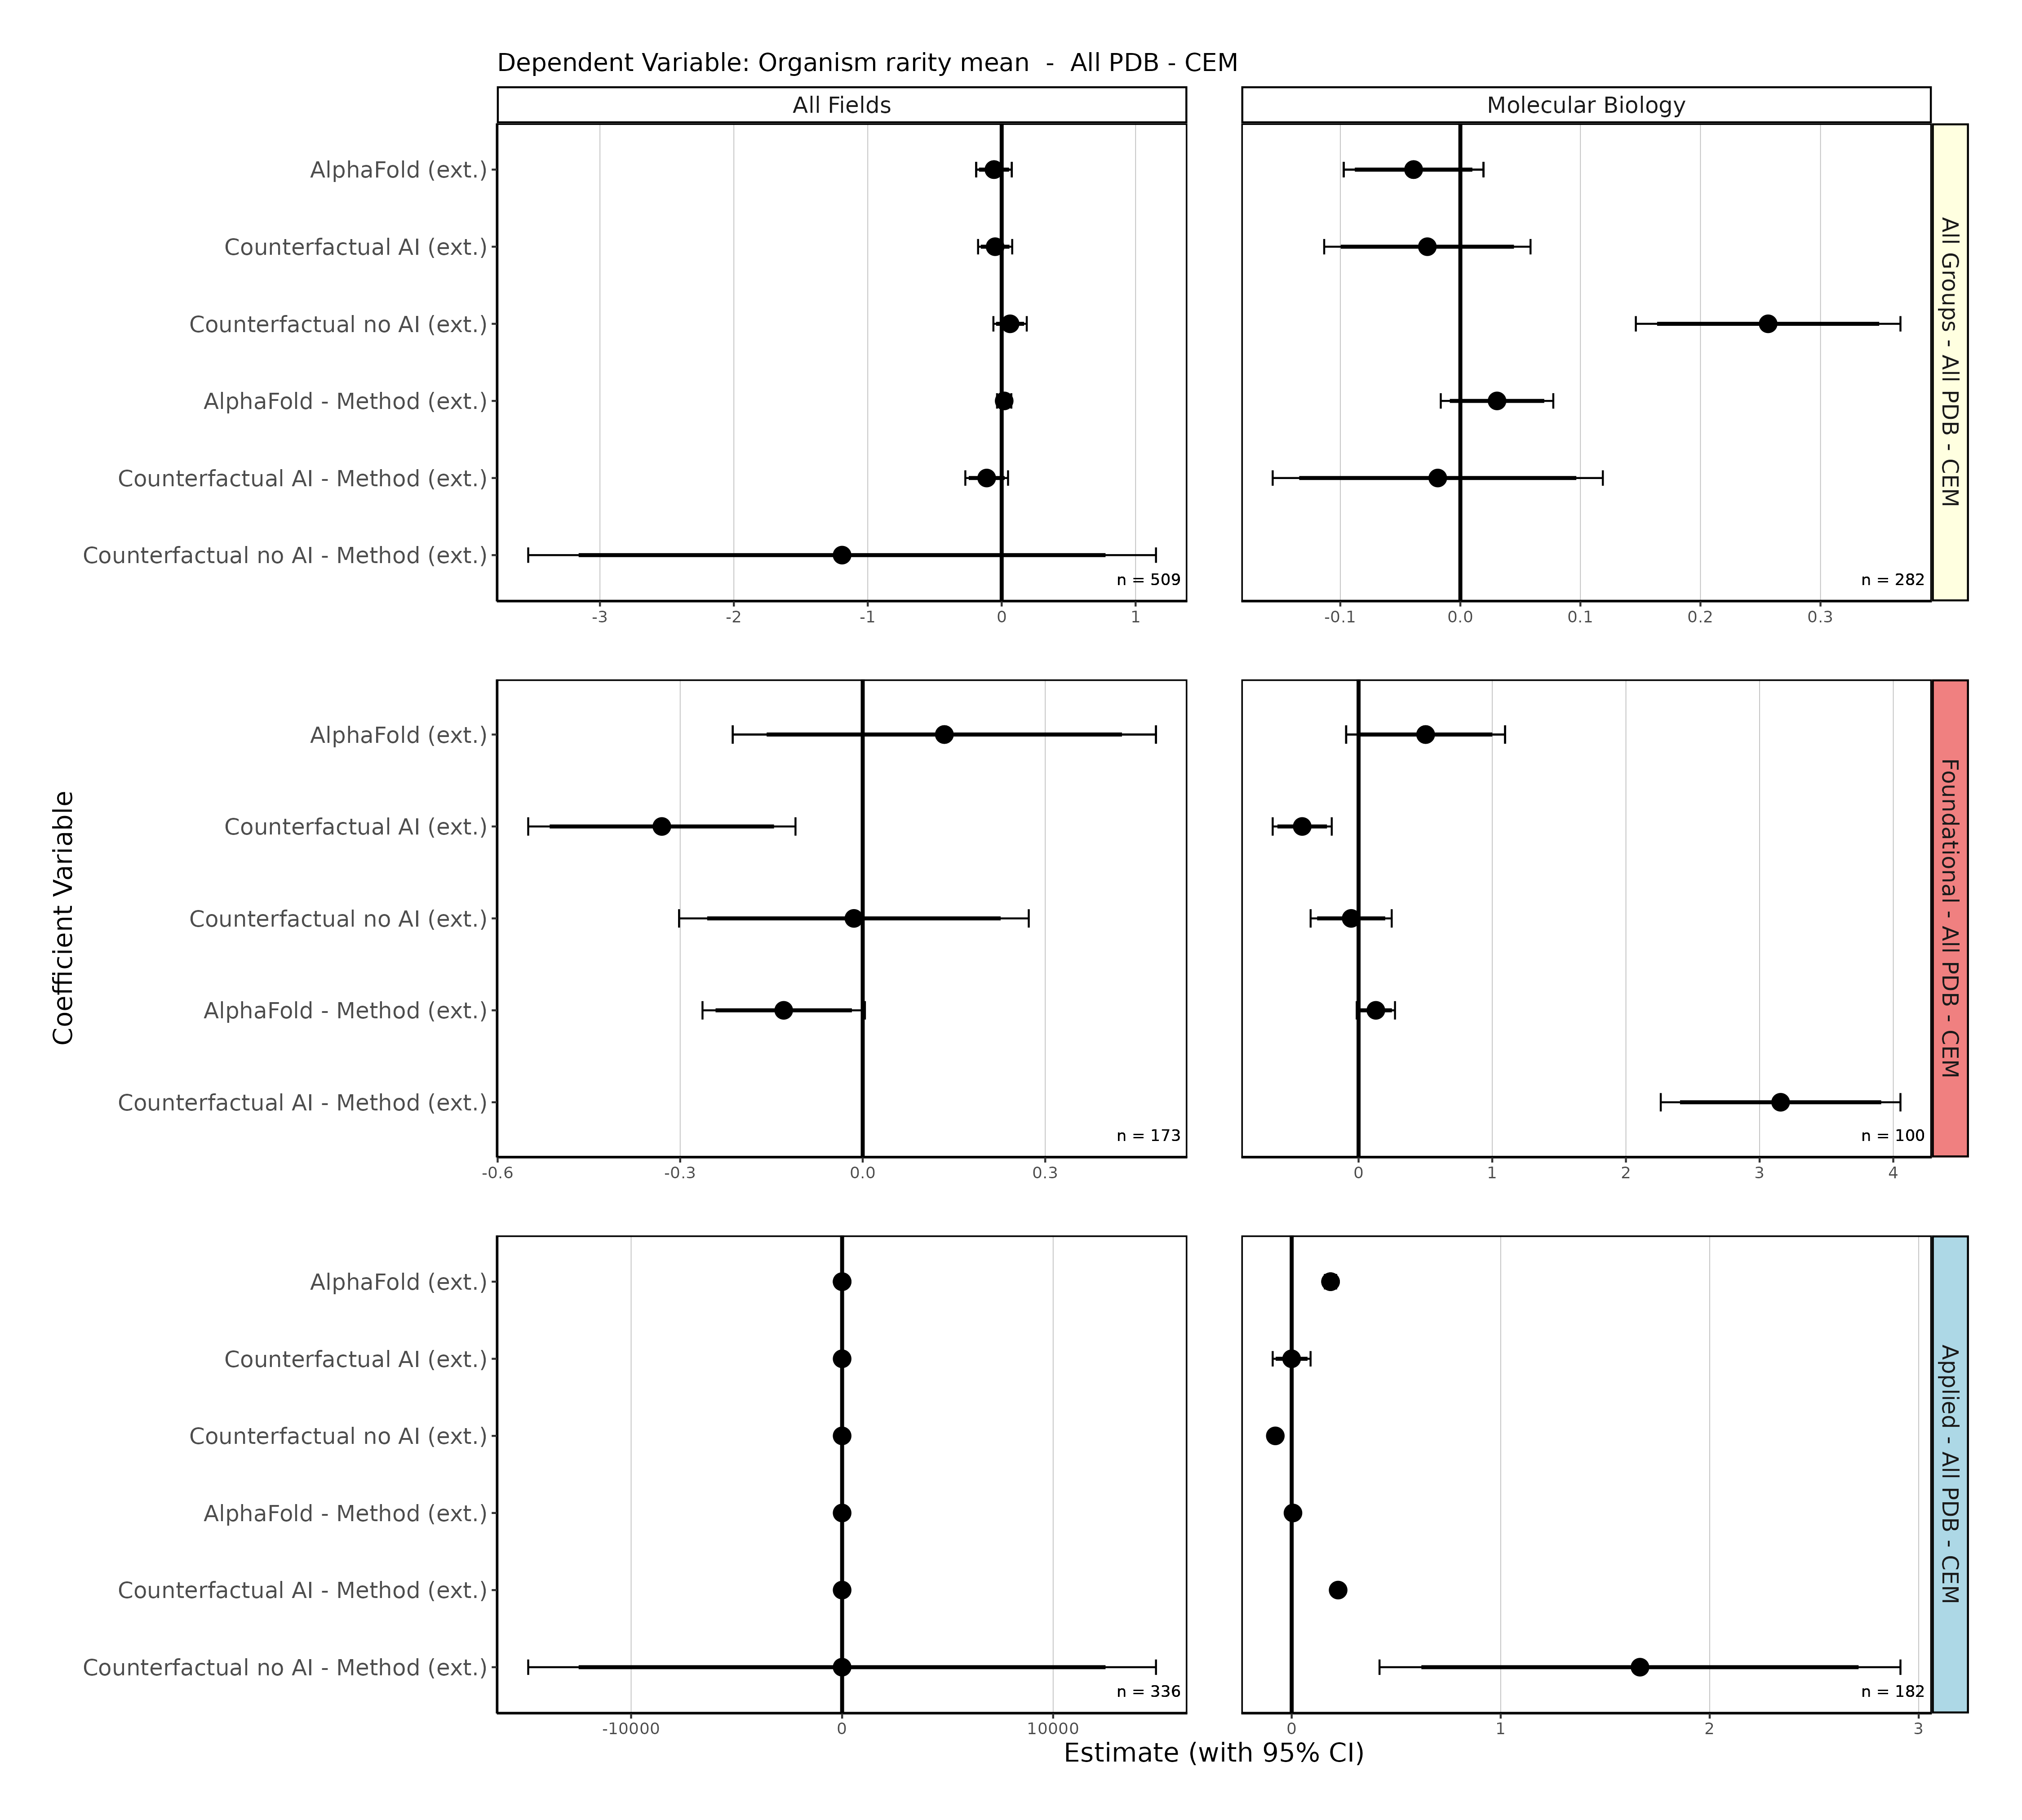 Dependent Variable: Organism rarity mean  -  All PDB - CEM
All Fields
Molecular Biology
AlphaFold (ext.)
Counterfactual AI (ext.)
Counterfactual no AI (ext.)
AlphaFold - Method (ext.)
Counterfactual AI - Method (ext.)
Counterfactual no AI - Method (ext.)
n = 509
n = 282
All Groups - All PDB - CEM
-3 -2 -1 0 1
-0.1 0.0 0.1 0.2 0.3
Coefficient Variable
AlphaFold (ext.)
Counterfactual AI (ext.)
Counterfactual no AI (ext.)
AlphaFold - Method (ext.)
Counterfactual AI - Method (ext.)
n = 173
n = 100
Foundational - All PDB - CEM
-0.6 -0.3 0.0 0.3
0 1 2 3 4
AlphaFold (ext.)
Counterfactual AI (ext.)
Counterfactual no AI (ext.)
AlphaFold - Method (ext.)
Counterfactual AI - Method (ext.)
Counterfactual no AI - Method (ext.)
n = 336
n = 182
Applied - All PDB - CEM
-10000 0 10000
0 1 2 3
Estimate (with 95% CI)